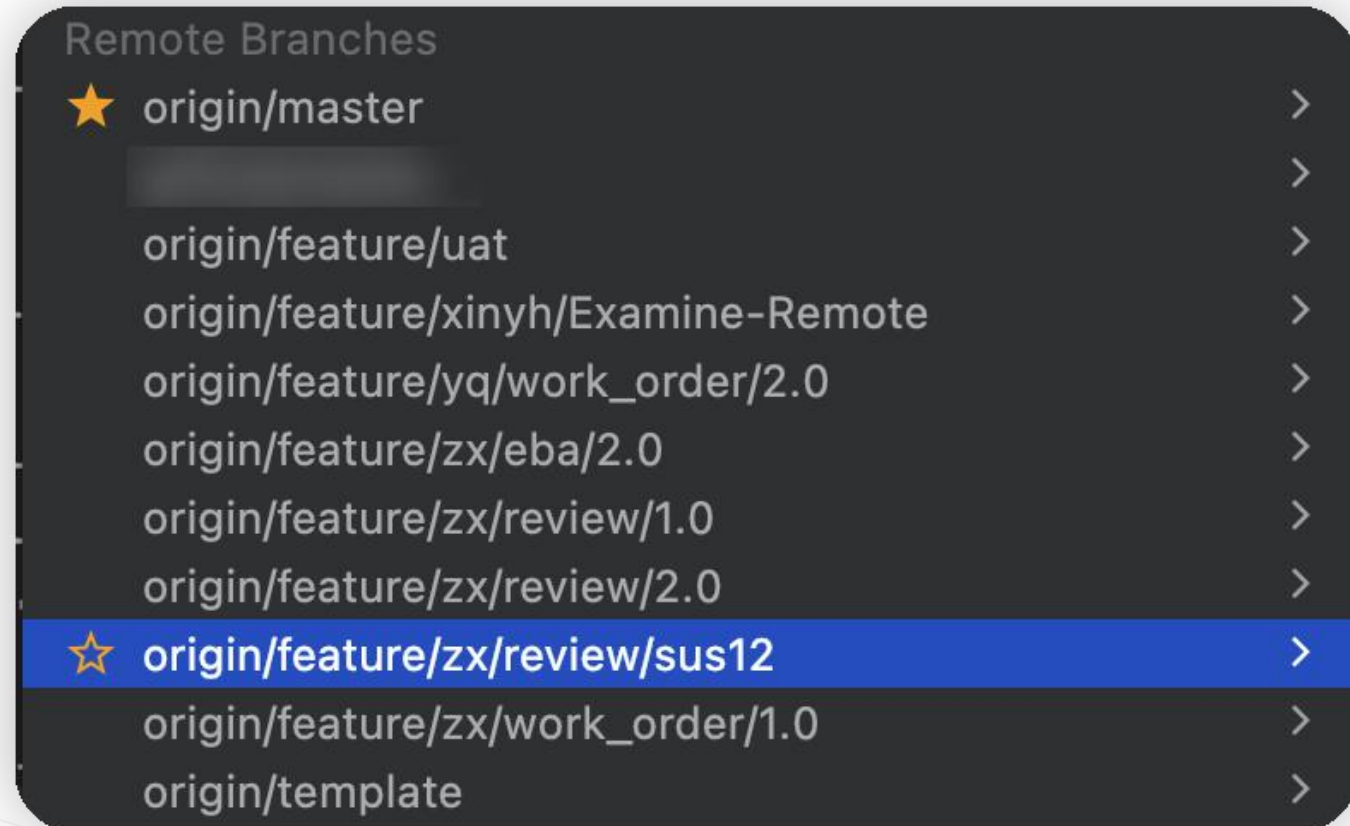 Remote Branches
origin/master
origin/feature/uat
origin/feature/xinyh/Examine-Remote
origin/feature/yq/work_order/2.0
origin/feature/zx/eba/2.0
origin/feature/zx/review/1.0
origin/feature/zx/review/2.0
origin/feature/zx/review/sus12
origin/feature/zx/work_order/1.0
origin/template